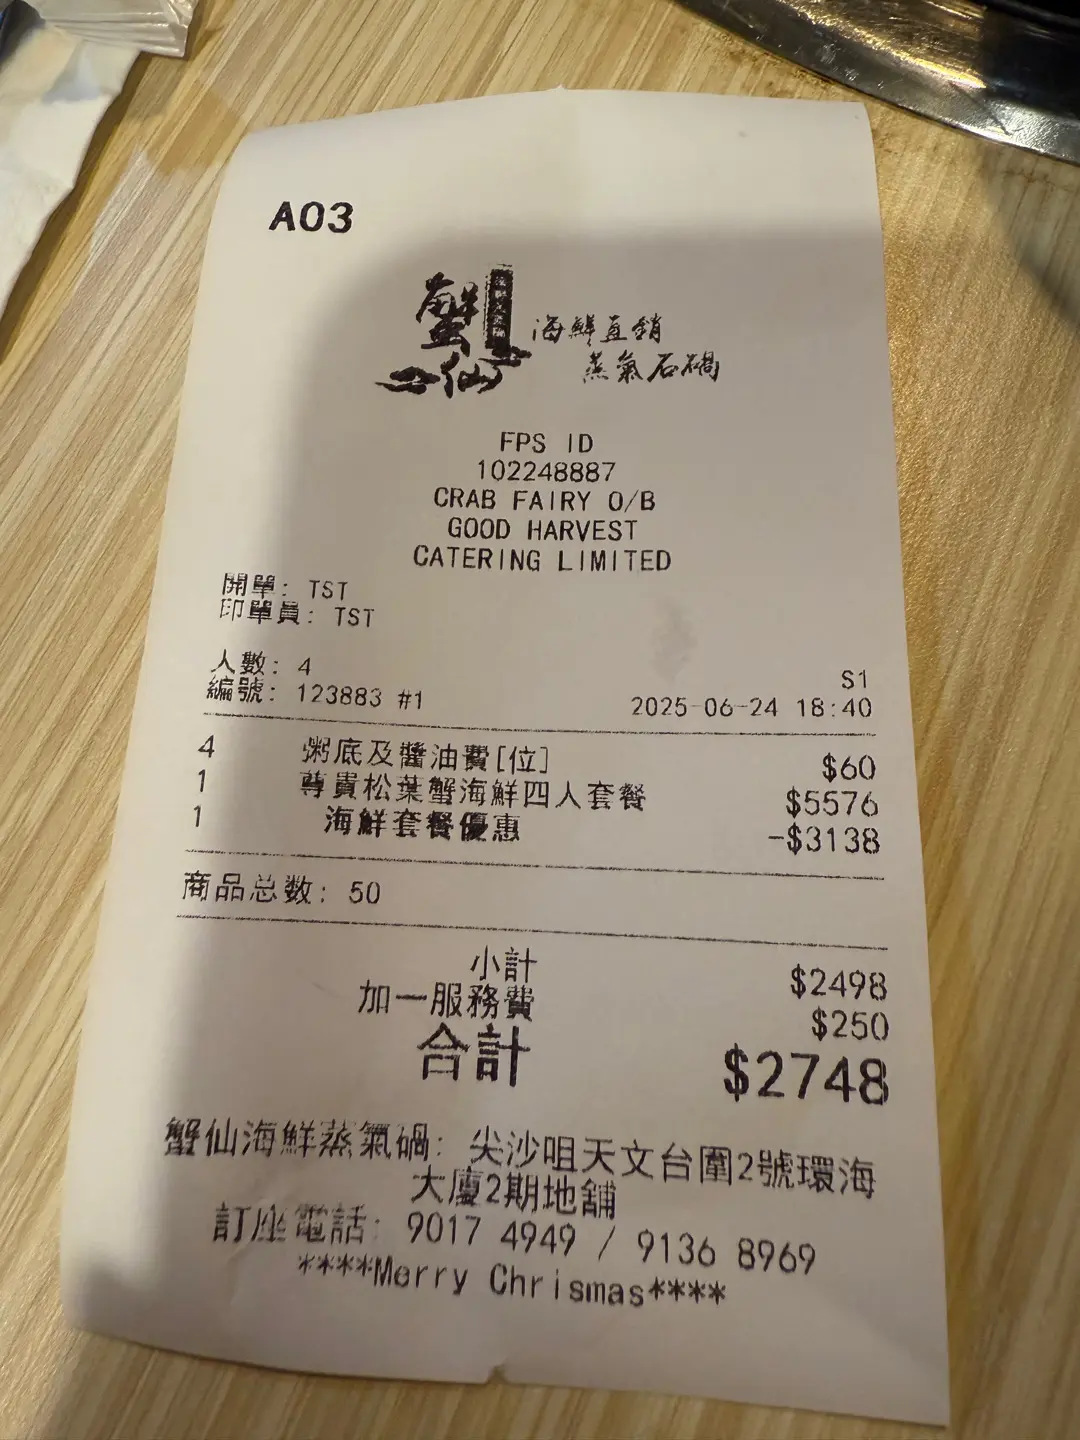 A03
蟹仙
海鮮直銷
蒸氣石鍋
FPS ID
102248887
CRAB FAIRY O/B
GOOD HARVEST
CATERING LIMITED
開單: TST
印單員: TST
人數: 4
S1
編號: 123883 #1 2025-06-24 18:40
4 粥底及醬油費[位] $60
1 尊貴松葉蟹海鮮四人套餐 $5576
1 海鮮套餐優惠 -$3138
商品总数: 50
小計 $2498
加一服務費 $250
合計 $2748
蟹仙海鮮蒸氣鍋: 尖沙咀天文台圍2號環海
大廈2期地舖
訂座電話: 9017 4949 / 9136 8969
****Merry Chrismas****